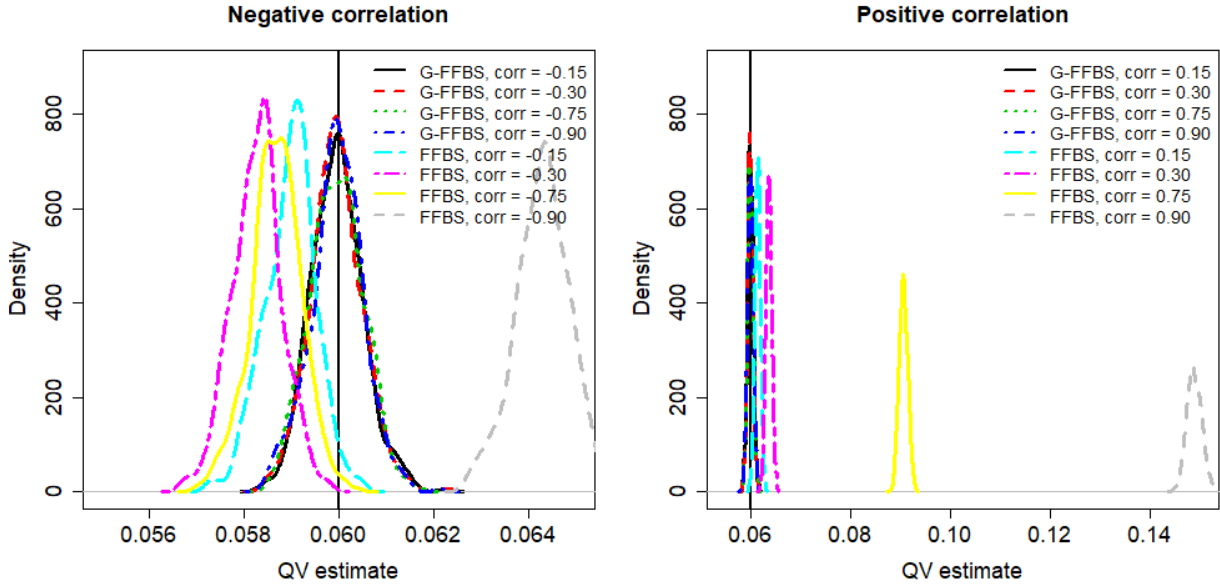 Negative correlation
G-FFBS, corr = -0.15
G-FFBS, corr = -0.30
G-FFBS, corr = -0.75
G-FFBS, corr = -0.90
FFBS, corr = -0.15
FFBS, corr = -0.30
FFBS, corr = -0.75
FFBS, corr = -0.90
Density
0
200
400
600
800
0.056
0.058
0.060
0.062
0.064
QV estimate
Positive correlation
G-FFBS, corr = 0.15
G-FFBS, corr = 0.30
G-FFBS, corr = 0.75
G-FFBS, corr = 0.90
FFBS, corr = 0.15
FFBS, corr = 0.30
FFBS, corr = 0.75
FFBS, corr = 0.90
Density
0
200
400
600
800
0.06
0.08
0.10
0.12
0.14
QV estimate